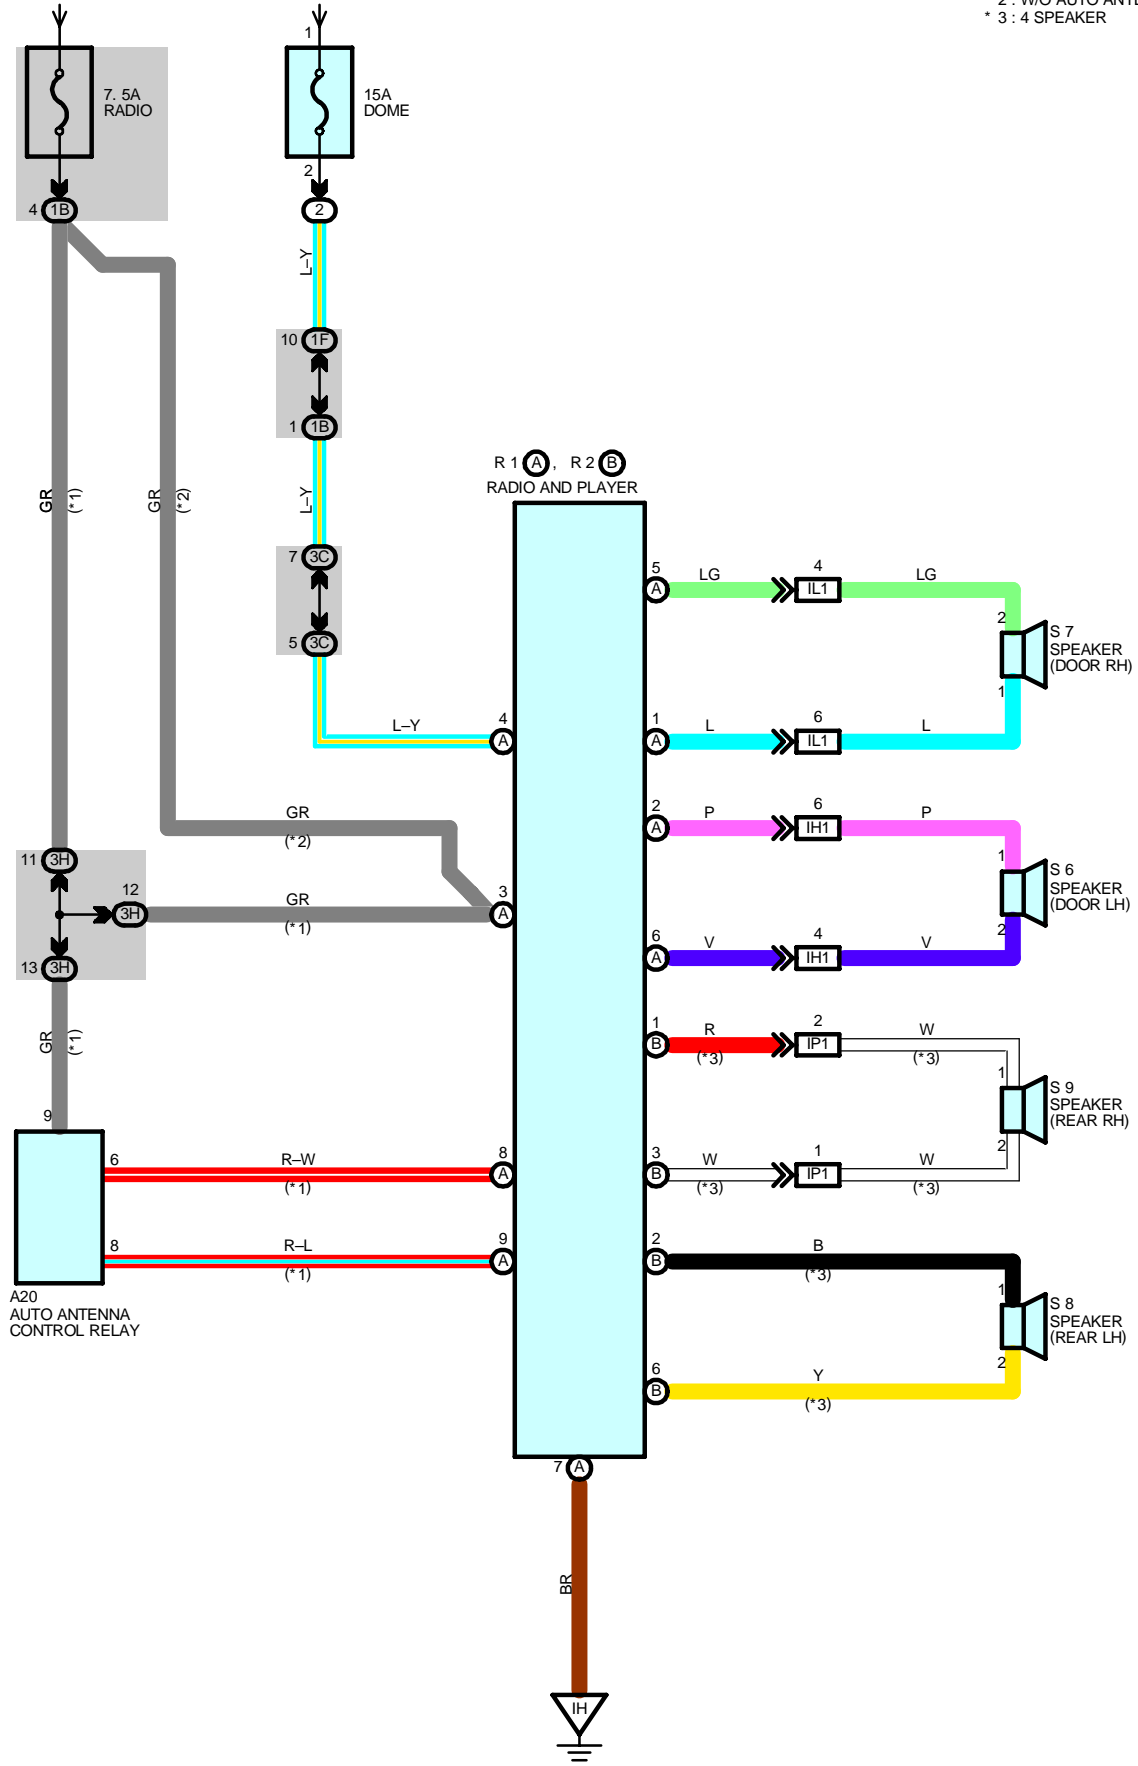 2 : W/O AUTO
* 3 : 4 SPEAKER
1
7. 5A
RADIO
15A
DOME
2
4 1B
2
L–Y
10 1F
1 1B
R 1 A , R 2 B
RADIO AND PLAYER
GR
(*1)
GR
(*2)
L–Y
7 3C
5 3C
5
A
LG
4
IL1
LG
2
S 7
SPEAKER
(DOOR RH)
1
L–Y
4
A
1
A
L
6
IL1
L
GR
(*2)
2
A
P
6
IH1
P
1
S 6
SPEAKER
(DOOR LH)
2
11 3H
12
3H
13 3H
GR
(*1)
3
A
6
A
V
4
IH1
V
GR
(*1)
1
B
R
(*3)
2
IP1
W
(*3)
1
S 9
SPEAKER
(REAR RH)
2
9
6
R–W
(*1)
8
A
3
B
W
(*3)
1
IP1
W
(*3)
8
R–L
(*1)
9
A
2
B
B
(*3)
1
S 8
SPEAKER
(REAR LH)
2
A20
AUTO ANTENNA
CONTROL RELAY
6
B
Y
(*3)
7 A
BR
IH